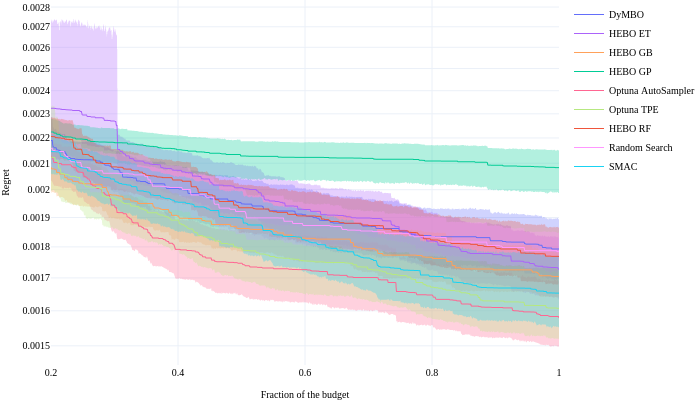 0.0028
0.0027
0.0026
0.0025
0.0024
0.0023
0.0022
0.0021
0.002
0.0019
0.0018
0.0017
0.0016
0.0015
Regret
0.2
0.4
0.6
0.8
1
Fraction of the budget
DyMBO
HEBO ET
HEBO GB
HEBO GP
Optuna AutoSampler
Optuna TPE
HEBO RF
Random Search
SMAC